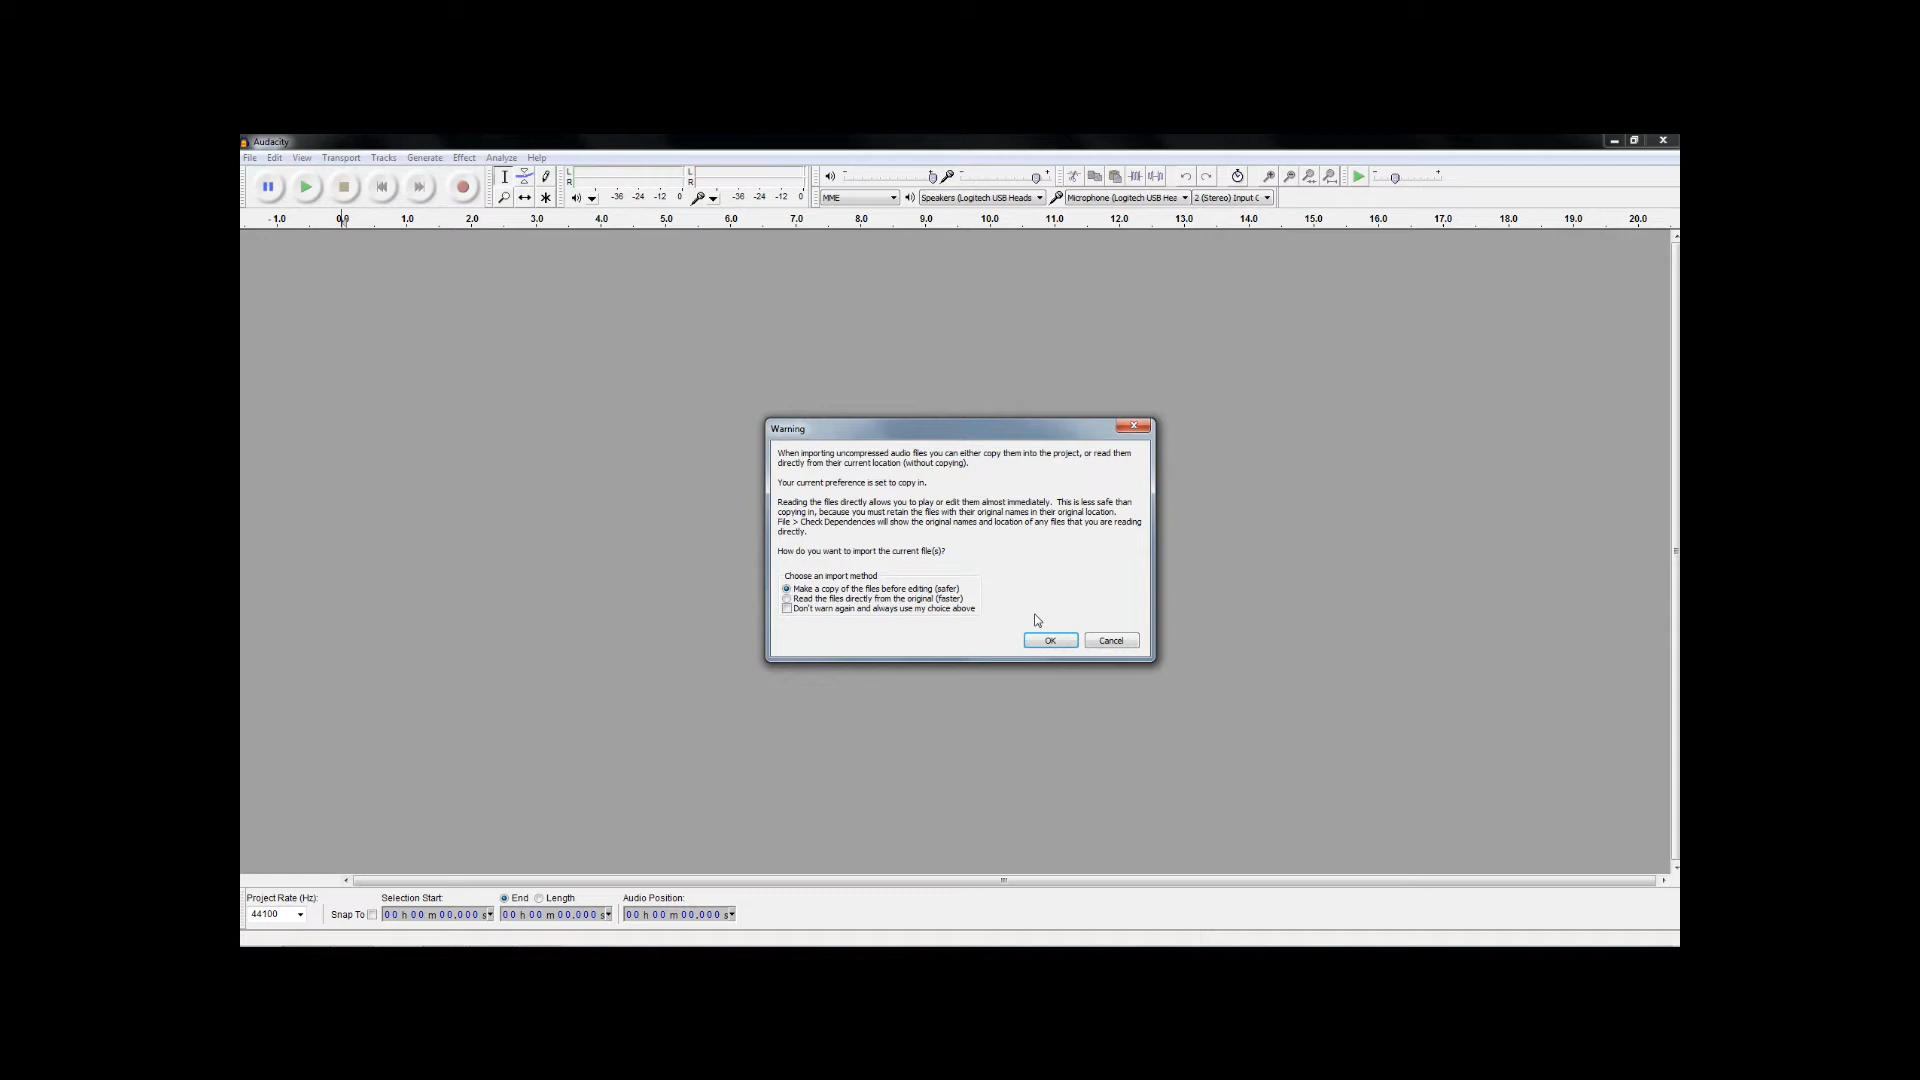 Audacity
File Edit View Transport Tracks Generate Effect Analyze Help
L
R
-36 -24 -12 0
L
R
-36 -24 -12 0
MME
Speakers (Logitech USB Heads
Microphone (Logitech USB Hea
2 (Stereo) Input C
- 1.0 0.0 1.0 2.0 3.0 4.0 5.0 6.0 7.0 8.0 9.0 10.0 11.0 12.0 13.0 14.0 15.0 16.0 17.0 18.0 19.0 20.0
Warning
When importing uncompressed audio files you can either copy them into the project, or read them
directly from their current location (without copying).
Your current preference is set to copy in.
Reading the files directly allows you to play or edit them almost immediately. This is less safe than
copying in, because you must retain the files with their original names in their original location.
File > Check Dependencies will show the original names and location of any files that you are reading
directly.
How do you want to import the current file(s)?
Choose an import method
Make a copy of the files before editing (safer)
Read the files directly from the original (faster)
Don't warn again and always use my choice above
OK Cancel
Project Rate (Hz): Selection Start: End Length Audio Position:
44100 Snap To 00 h 00 m 00.000 s 00 h 00 m 00.000 s 00 h 00 m 00.000 s